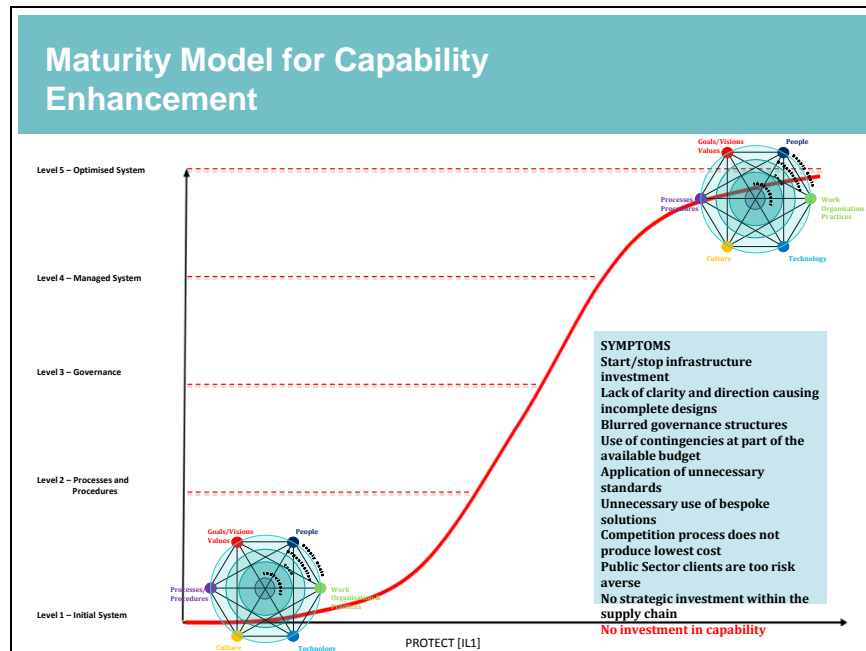 Maturity Model for Capability
Enhancement
Goals/Visions
Values
People
Level 5 – Optimised System
Processes/
Procedures
Work
Organisation
Practices
Culture
Technology
Level 4 – Managed System
SYMPTOMS
Start/stop infrastructure
investment
Lack of clarity and direction causing
incomplete designs
Blurred governance structures
Use of contingencies at part of the
available budget
Application of unnecessary
standards
Unnecessary use of bespoke
solutions
Competition process does not
produce lowest cost
Public Sector clients are too risk
averse
No strategic investment within the
supply chain
No investment in capability
Level 3 – Governance
Level 2 – Processes and
Procedures
Goals/Visions
Values
People
Processes/
Procedures
Work
Organisation
Practices
Culture
Technology
Level 1 – Initial System
PROTECT [IL1]